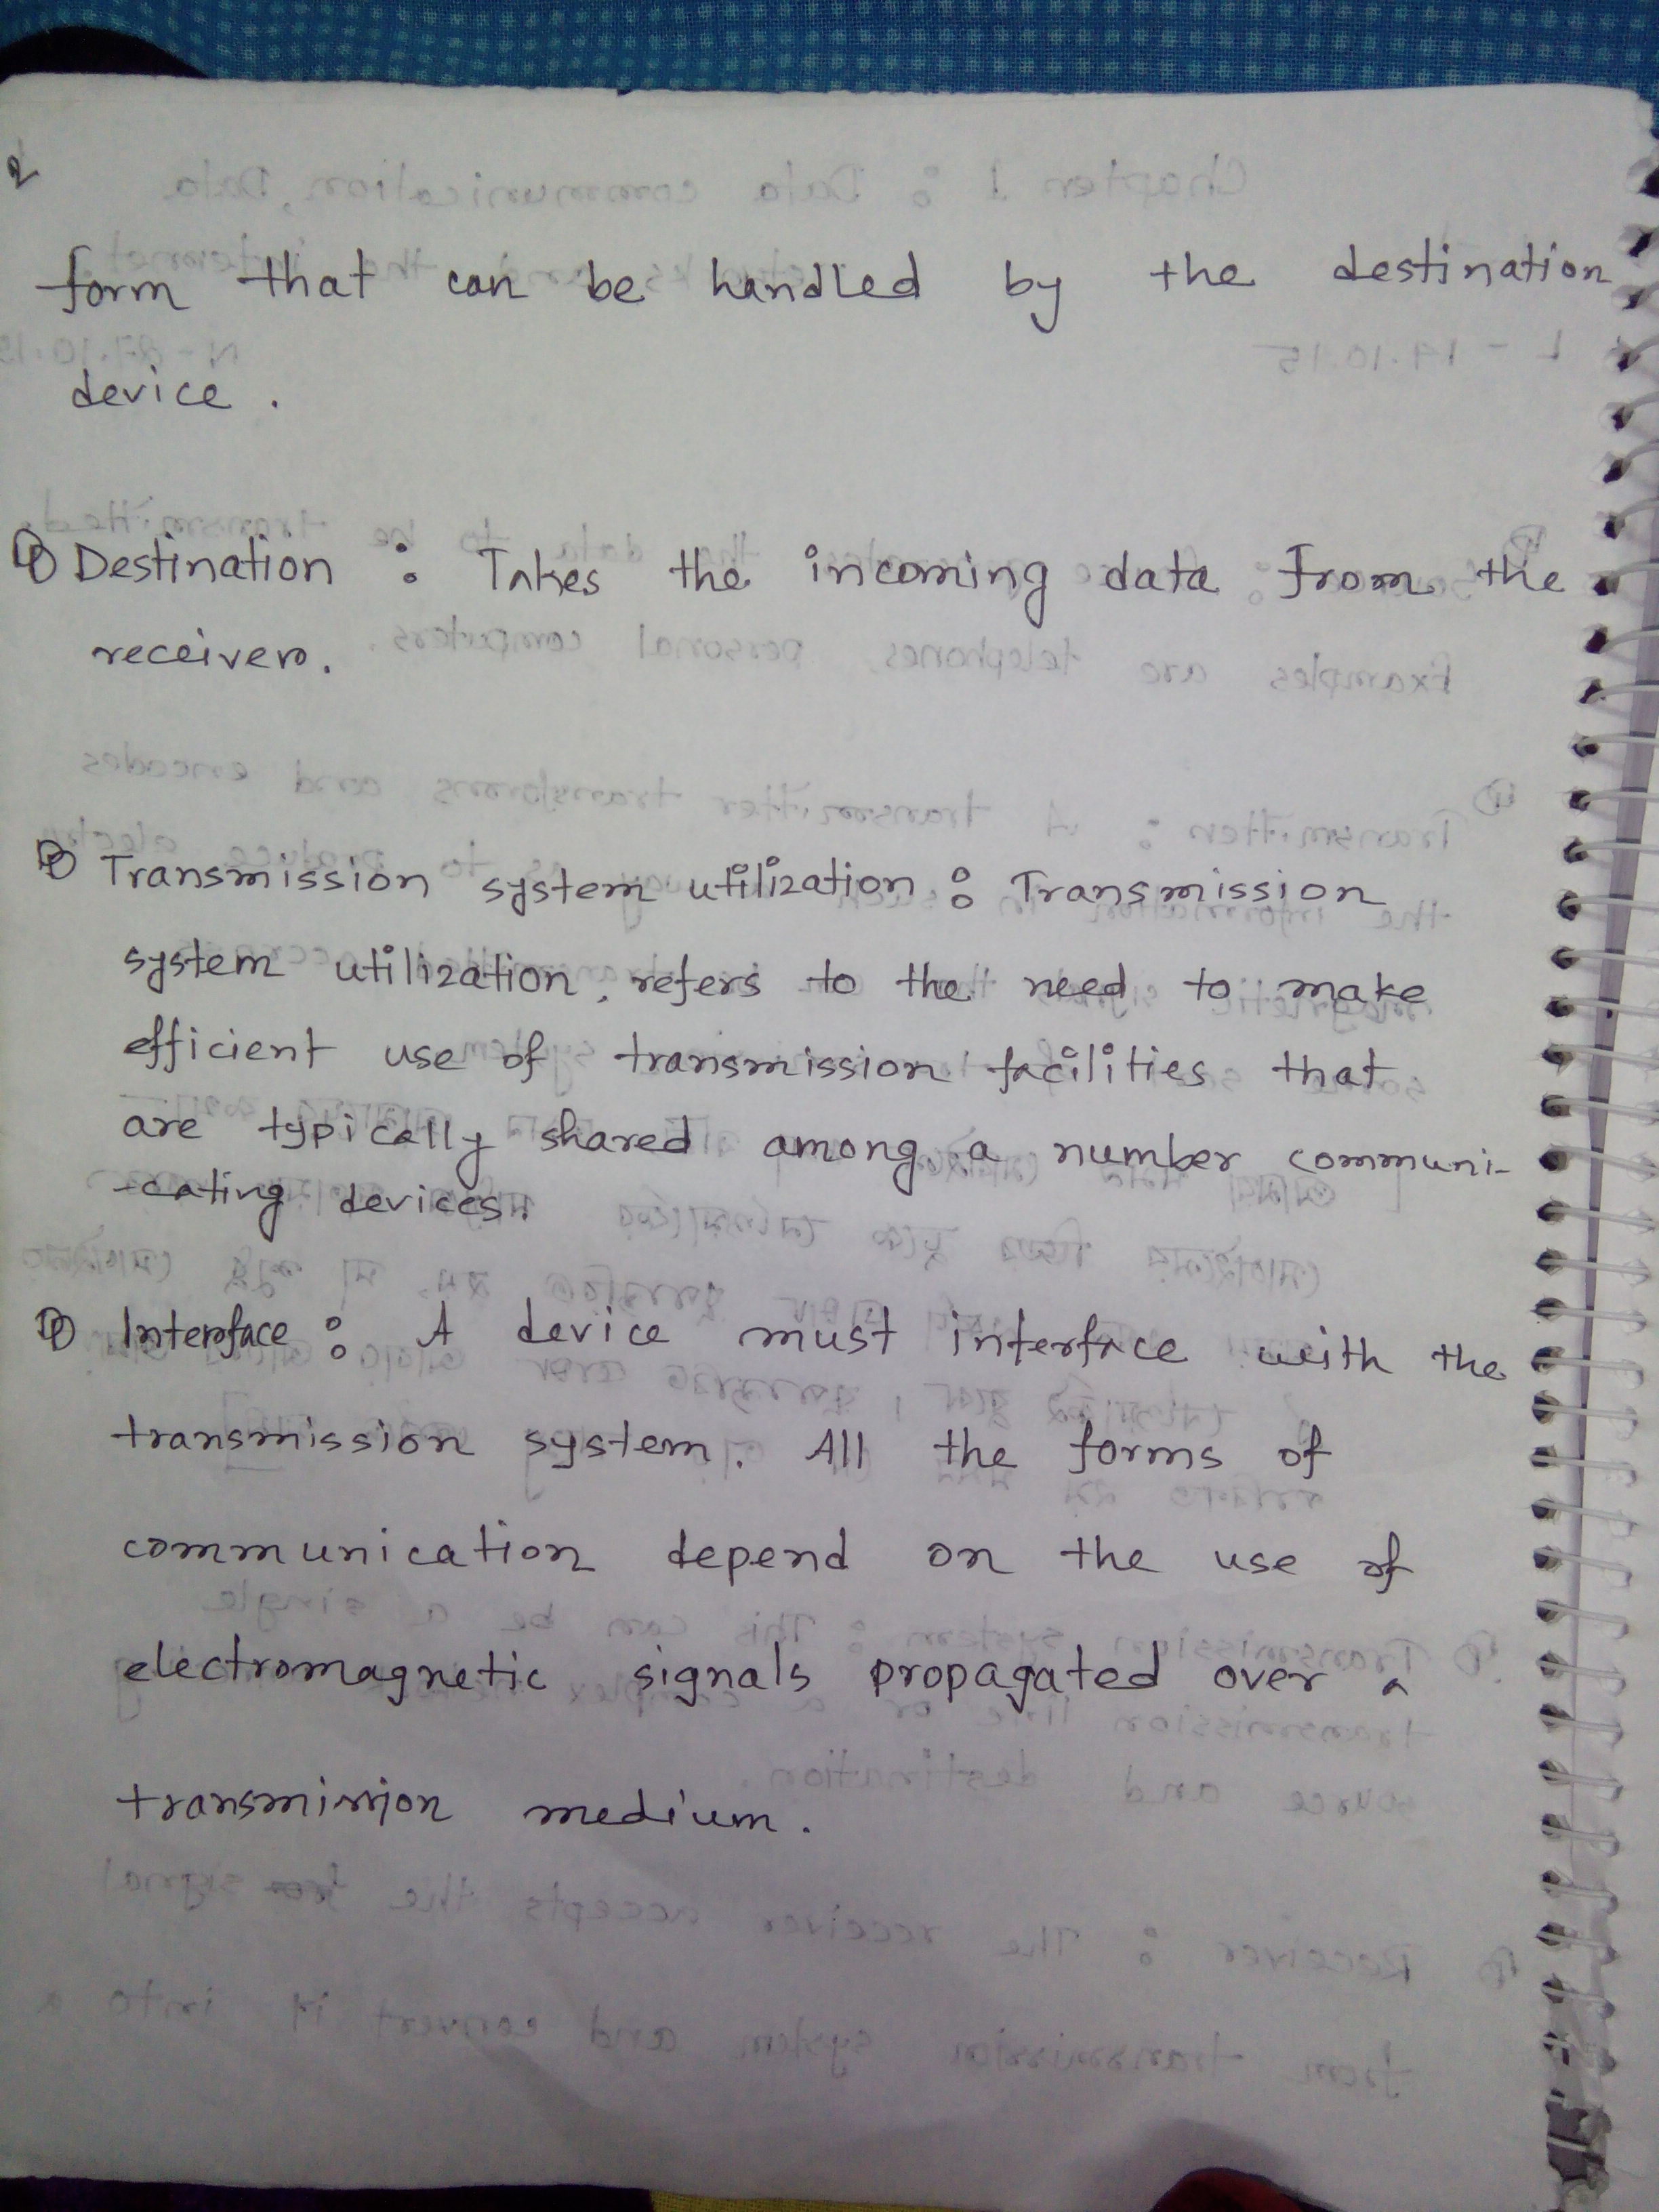 2
form that can be handled by the destination
device.
Destination : Takes the incoming data from the
receiver.
Transmission system utilization : Transmission
system utilization, refers to the need to make
efficient use of transmission facilities that
are typically shared among a number communi-
-cating devices.
Interface : A device must interface with the
transmission system. All the forms of
communication depend on the use of
electromagnetic signals propagated over a
transmission medium.